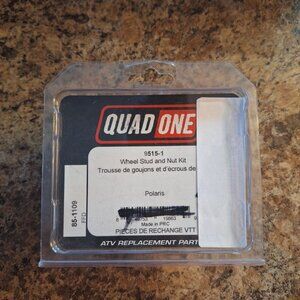 QUAD ONE
9515-1
Wheel Stud and Nut Kit
Trousse de goujons et d'écrous de
Polaris
Made in PRC
PIÈCES DE RECHANGE VTT
ATV REPLACEMENT PART
85-1109